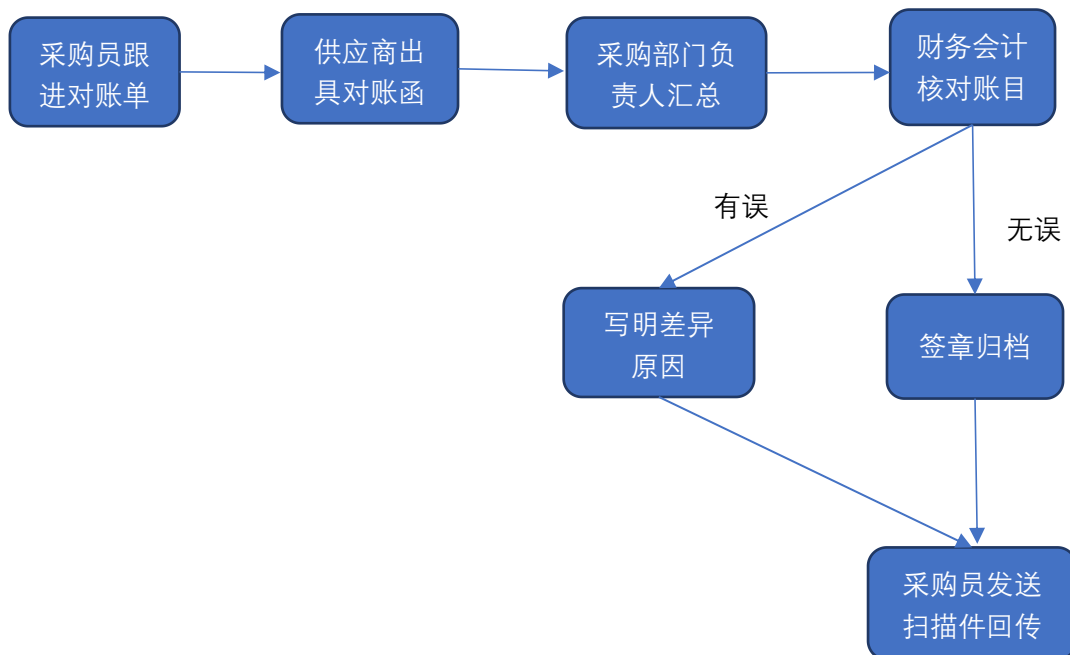 采购员跟
进对账单
供应商出
具对账函
采购部门负
责人汇总
财务会计
核对账目
有误
无误
写明差异
原因
签章归档
采购员发送
扫描件回传